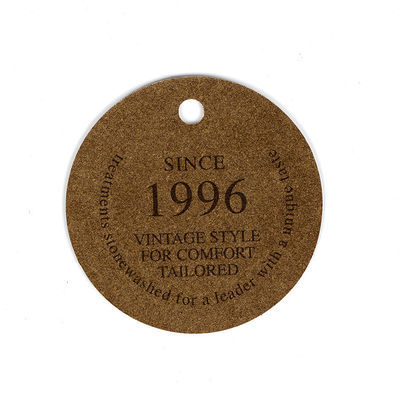 SINCE
1996
VINTAGE STYLE
FOR COMFORT
TAILORED
treatments stonewashed for a leader with a unique taste